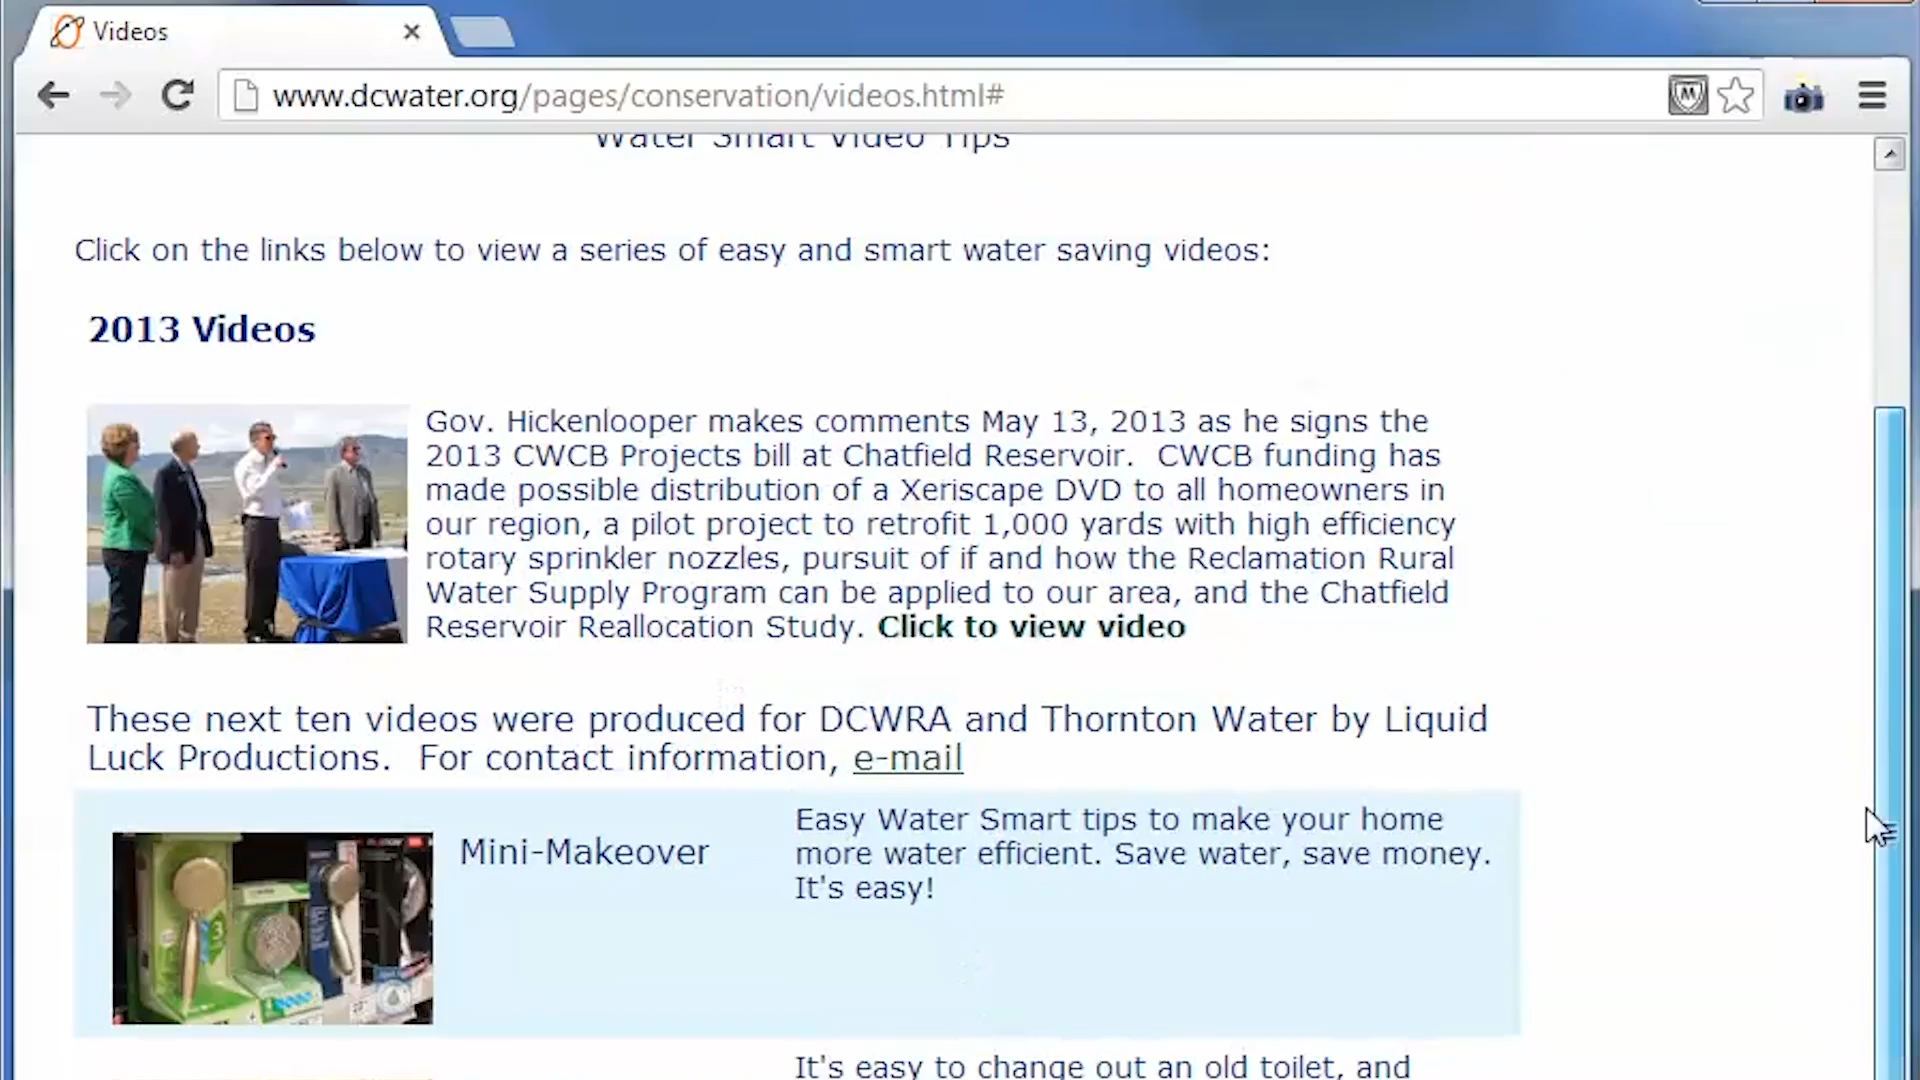 Videos
www.dcwater.org/pages/conservation/videos.html#
Water Smart Video Tips
Click on the links below to view a series of easy and smart water saving videos:
2013 Videos
Gov. Hickenlooper makes comments May 13, 2013 as he signs the
2013 CWCB Projects bill at Chatfield Reservoir.  CWCB funding has
made possible distribution of a Xeriscape DVD to all homeowners in
our region, a pilot project to retrofit 1,000 yards with high efficiency
rotary sprinkler nozzles, pursuit of if and how the Reclamation Rural
Water Supply Program can be applied to our area, and the Chatfield
Reservoir Reallocation Study. Click to view video
These next ten videos were produced for DCWRA and Thornton Water by Liquid
Luck Productions.  For contact information, e-mail
Mini-Makeover
Easy Water Smart tips to make your home
more water efficient. Save water, save money.
It's easy!
It's easy to change out an old toilet, and